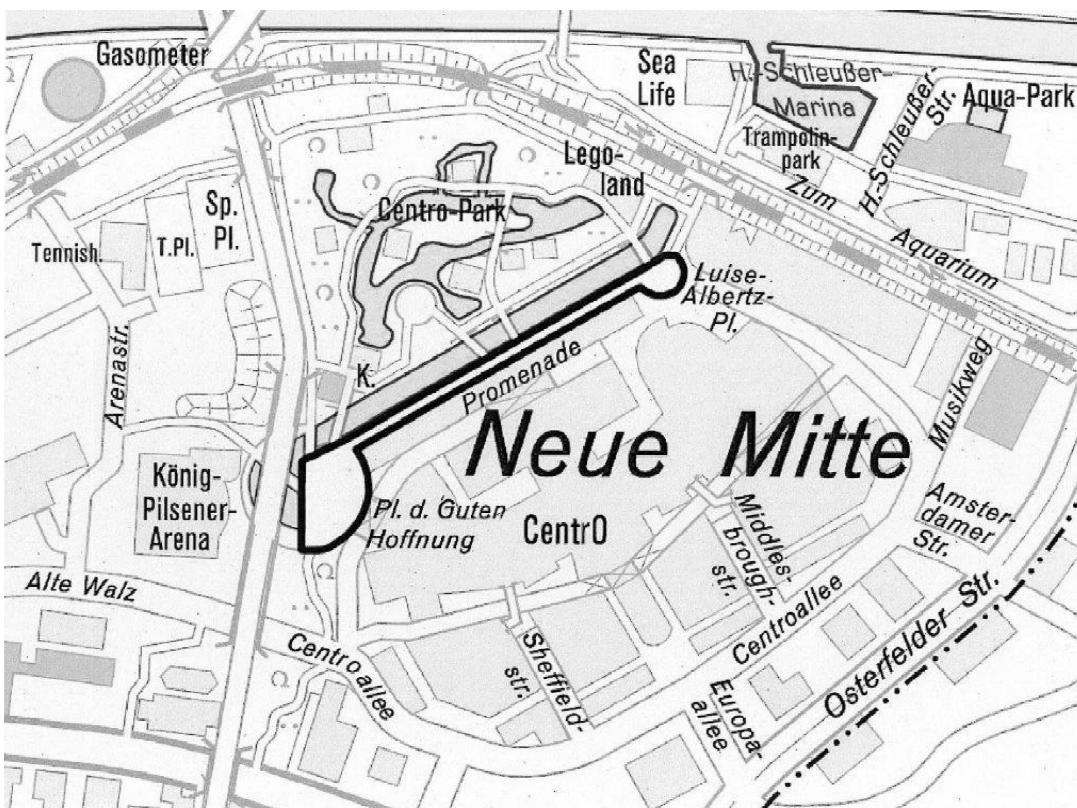 Gasometer
Sea
Life
H.-Schleußer-
Marina
Trampolin-
park
H.-Schleußer-
Str.
Aqua-Park
Zum
Aquarium
Lego-
land
Centro-Park
Sp.
Pl.
T.Pl.
Tennish.
Arenastr.
K.
Luise-
Albertz-
Pl.
Promenade
Neue Mitte
Musikweg
König-
Pilsener-
Arena
Pl. d. Guten
Hoffnung
CentrO
Middles-
brough-
str.
Amster-
damer
Str.
Alte Walz
Centroallee
Sheffield-
str.
Centroallee
Europa-
allee
Osterfelder Str.